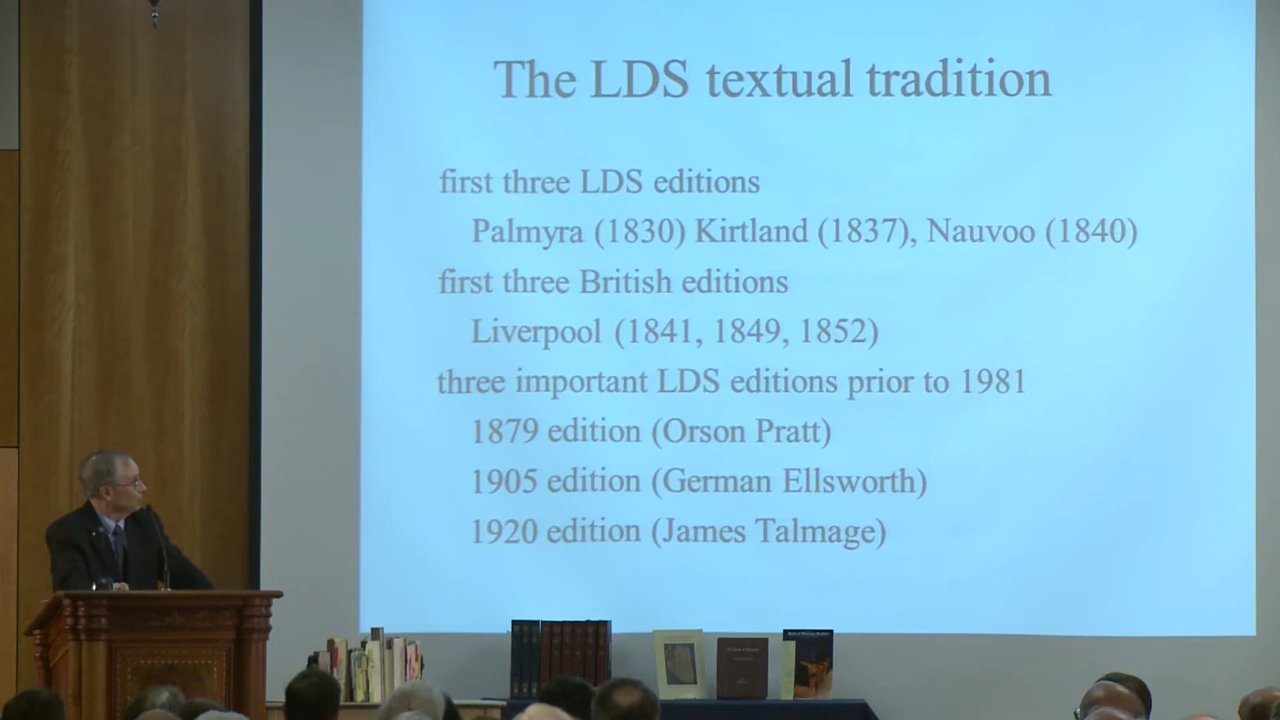 The LDS textual tradition
first three LDS editions
Palmyra (1830) Kirtland (1837), Nauvoo (1840)
first three British editions
Liverpool (1841, 1849, 1852)
three important LDS editions prior to 1981
1879 edition (Orson Pratt)
1905 edition (German Ellsworth)
1920 edition (James Talmage)